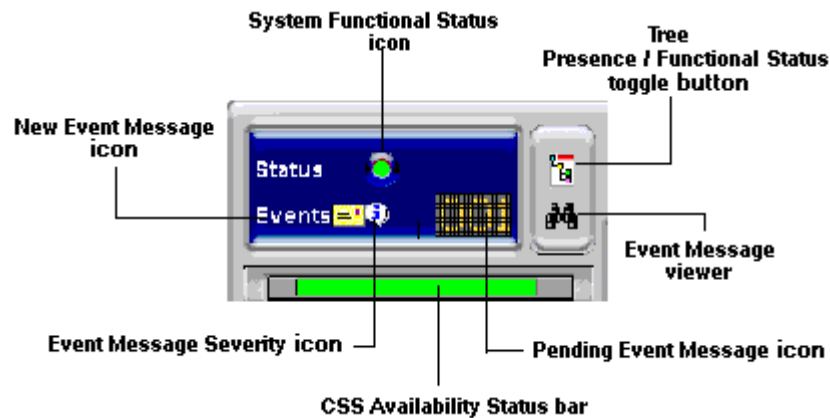 System Functional Status
icon
Tree
Presence / Functional Status
toggle button
New Event Message
icon
Status
Events
Event Message
viewer
Event Message Severity icon
Pending Event Message icon
CSS Availability Status bar